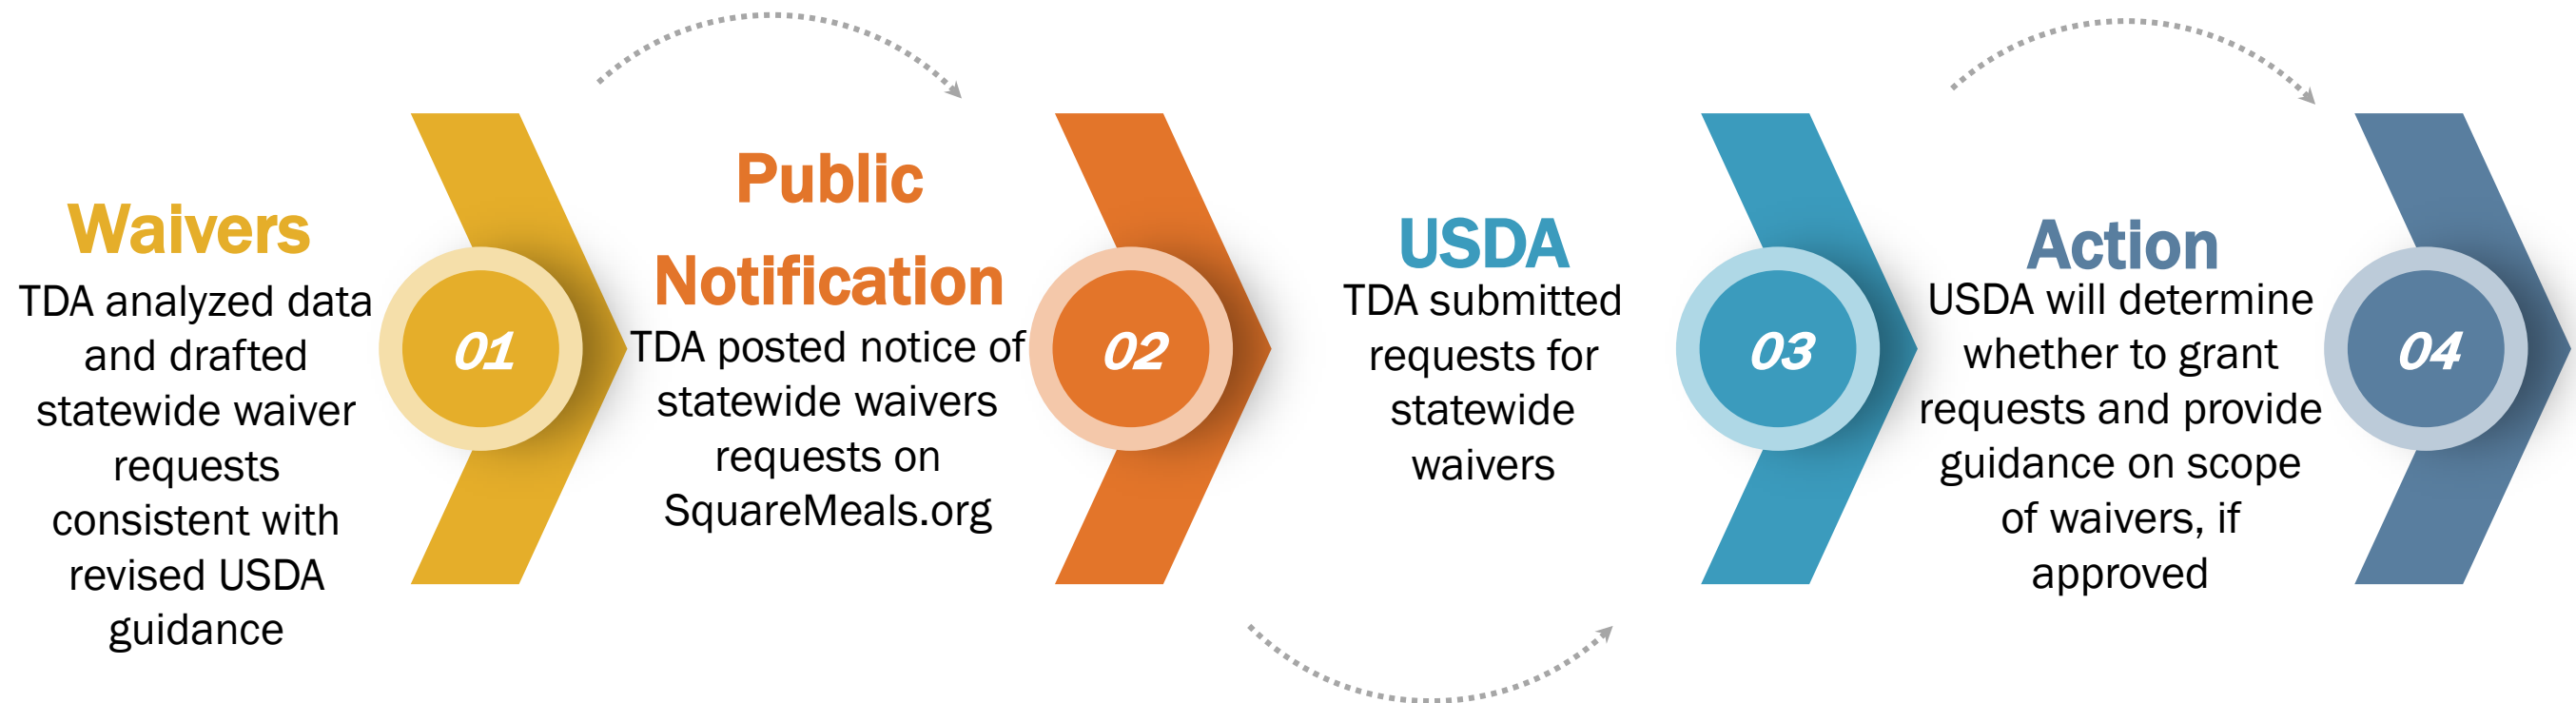 Waivers
TDA analyzed data
and drafted
statewide waiver
requests
consistent with
revised USDA
guidance
01
Public
Notification
TDA posted notice of
statewide waivers
requests on
SquareMeals.org
02
USDA
TDA submitted
requests for
statewide
waivers
03
Action
USDA will determine
whether to grant
requests and provide
guidance on scope
of waivers, if
approved
04